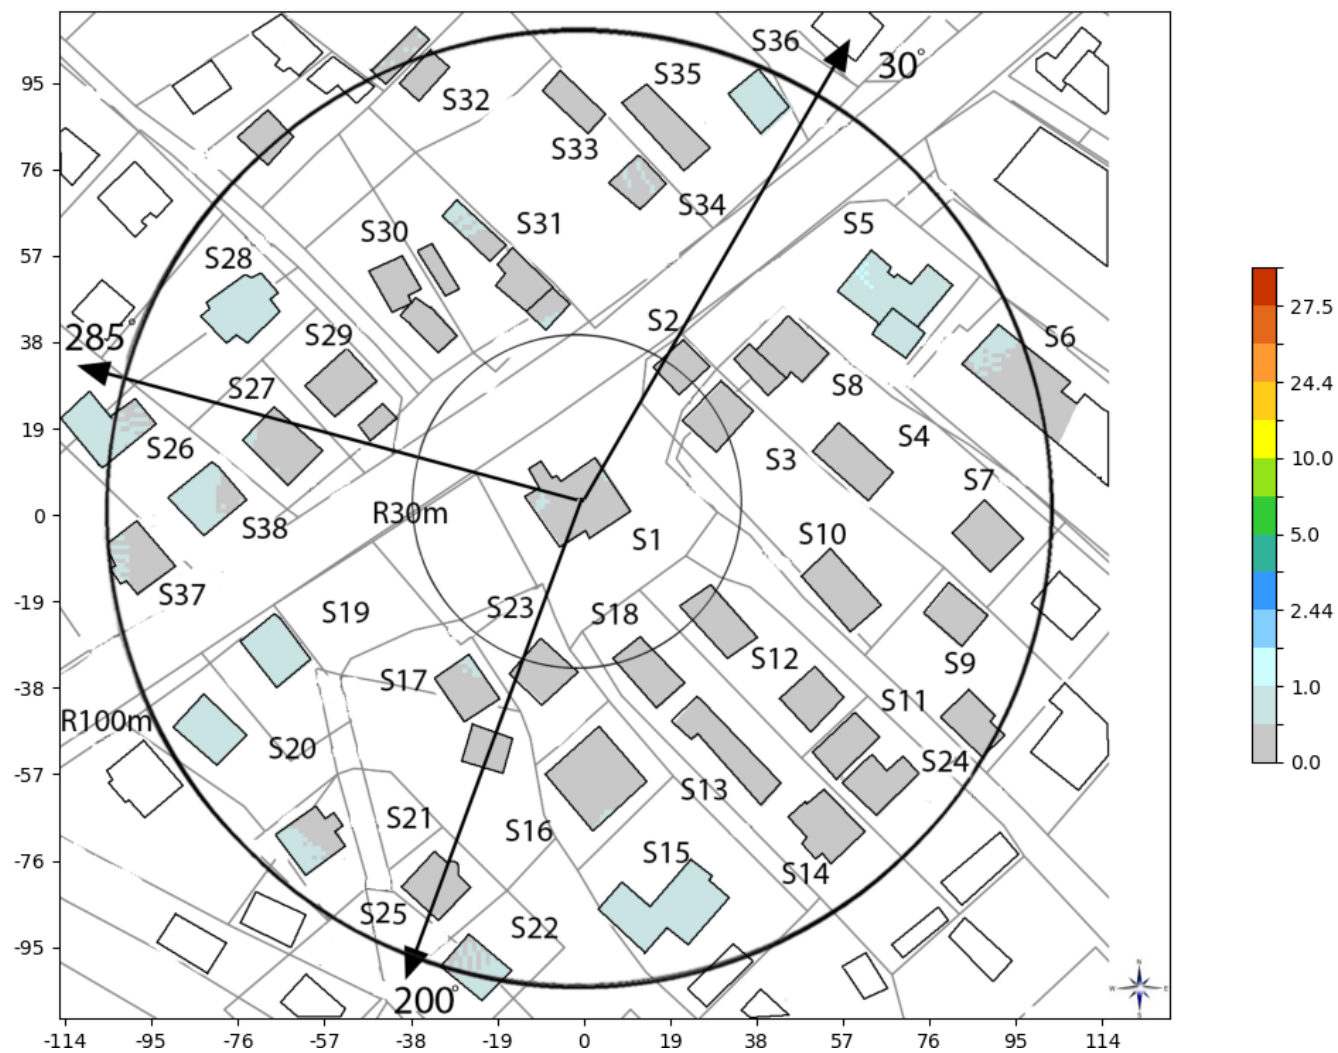 S36
30°
S35
95
S32
27.5
S33
76
S34
S31
S5
S30
57
S28
24.4
S2
38
285°
S29
S6
S27
S8
10.0
19
S26
S4
S3
S7
R30m
S38
0
S1
S10
5.0
S37
-19
S19
S23
S18
2.44
S12
S9
S17
-38
1.0
S11
R100m
S20
0.0
-57
S24
S13
S21
S16
-76
S15
S14
S25
S22
-95
200°
N
W
E
S
-114 -95 -76 -57 -38 -19 0 19 38 57 76 95 114